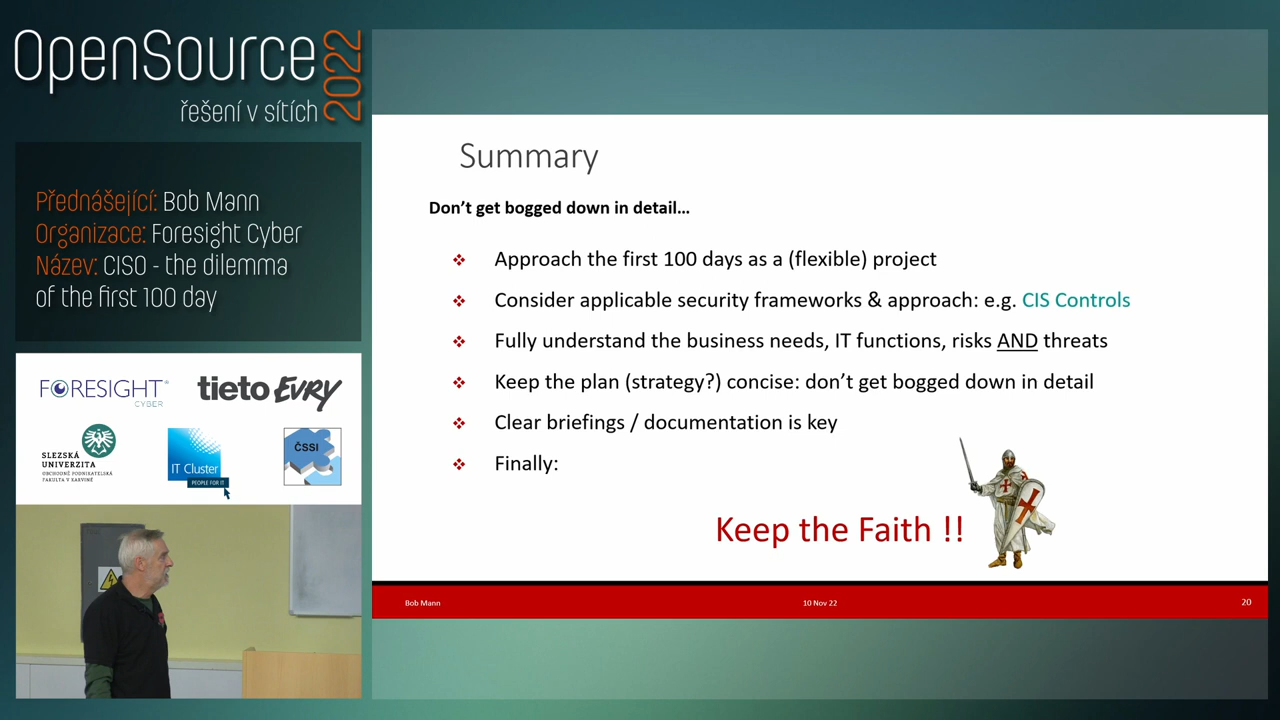 OpenSource
2022
řešení v sítích
Přednášející: Bob Mann
Organizace: Foresight Cyber
Název: CISO - the dilemma
of the first 100 day
FORESIGHT
CYBER
tieto EVRY
SLEZSKÁ
UNIVERZITA
OBCHODNĚ PODNIKATELSKÁ
FAKULTA V KARVINÉ
IT Cluster
PEOPLE FOR IT
ČSSI
Summary
Don't get bogged down in detail…
Approach the first 100 days as a (flexible) project
Consider applicable security frameworks & approach: e.g. CIS Controls
Fully understand the business needs, IT functions, risks AND threats
Keep the plan (strategy?) concise: don't get bogged down in detail
Clear briefings / documentation is key
Finally:
Keep the Faith !!
Bob Mann
10 Nov 22
20